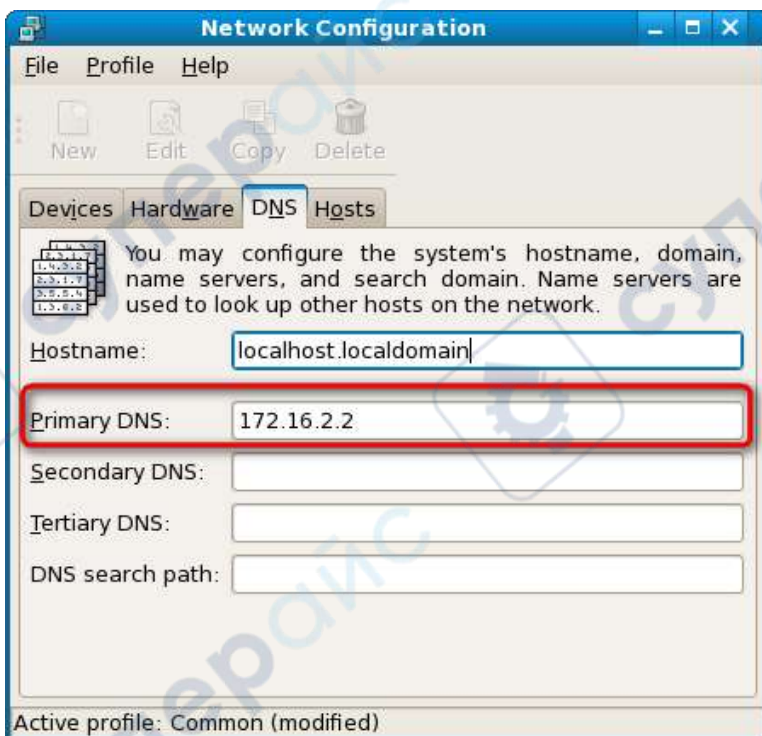 Network Configuration
File Profile Help
New Edit Copy Delete
Devices Hardware DNS Hosts
You may configure the system's hostname, domain,
name servers, and search domain. Name servers are
used to look up other hosts on the network.
Hostname: localhost.localdomain
Primary DNS: 172.16.2.2
Secondary DNS:
Tertiary DNS:
DNS search path:
Active profile: Common (modified)
суперайс